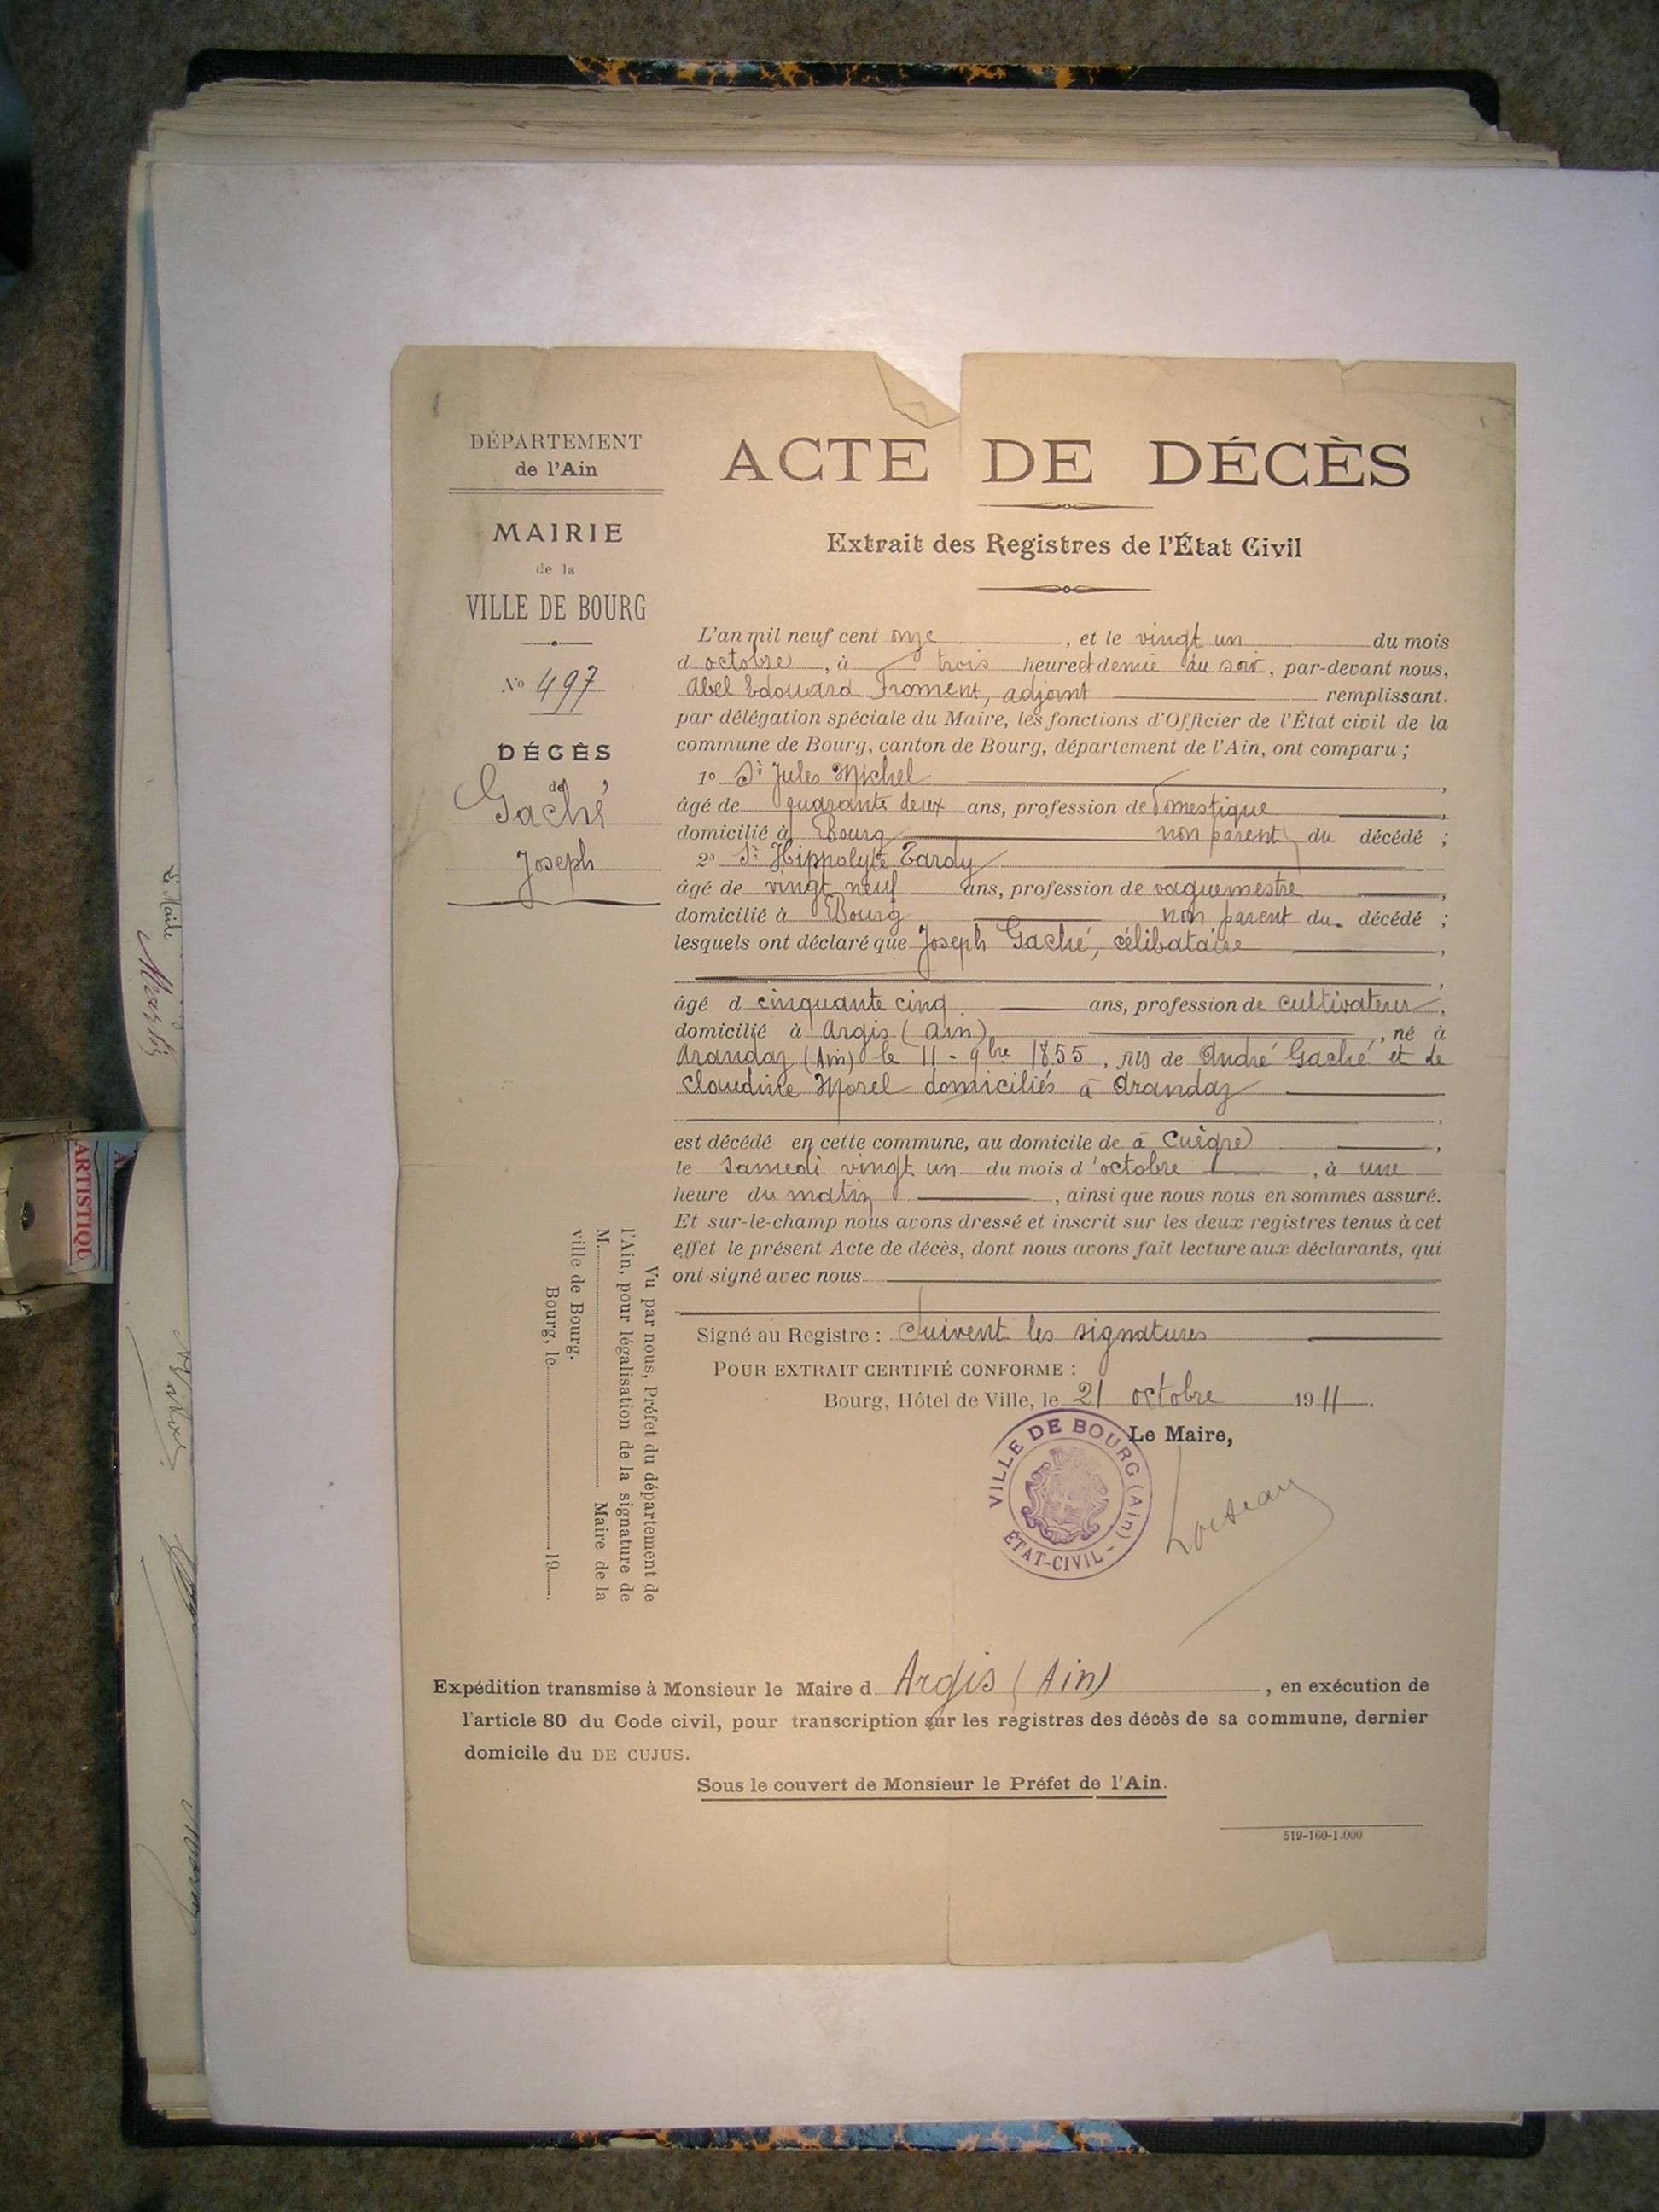 DÉPARTEMENT
de l'Ain
MAIRIE
de la
VILLE DE BOURG
No 497
DÉCÈS
de
Gaché
Joseph
ACTE DE DÉCÈS
Extrait des Registres de l'État Civil
L'an mil neuf cent onze, et le vingt un du mois
d octobre, à trois heure et demie du soir, par-devant nous,
Abel Edouard Froment, adjoint remplissant.
par délégation spéciale du Maire, les fonctions d'Officier de l'État civil de la
commune de Bourg, canton de Bourg, département de l'Ain, ont comparu ;
1o Sr Jules Michel,
âgé de quarante deux ans, profession de domestique,
domicilié à Bourg non parent du décédé ;
2o Sr Hippolyte Tardy
âgé de vingt neuf ans, profession de vaguemestre,
domicilié à Bourg non parent du décédé ;
lesquels ont déclaré que Joseph Gaché, célibataire,
âgé d cinquante cinq ans, profession de cultivateur,
domicilié à Argis (Ain), né à
Arandaz (Ain) le 11 - 9bre 1855, fils de André Gaché et de
Claudine Morel domiciliés à Arandaz
est décédé en cette commune, au domicile de à Cuègre,
le samedi vingt un du mois d'octobre, à une
heure du matin, ainsi que nous nous en sommes assuré.
Et sur-le-champ nous avons dressé et inscrit sur les deux registres tenus à cet
effet le présent Acte de décès, dont nous avons fait lecture aux déclarants, qui
ont signé avec nous.
Signé au Registre : Suivent les signatures
POUR EXTRAIT CERTIFIÉ CONFORME :
Bourg, Hôtel de Ville, le 21 octobre 1911.
Le Maire,
VILLE DE BOURG (Ain)
ÉTAT-CIVIL -
Vu par nous, Préfet du département de
l'Ain, pour légalisation de la signature de
M. Maire de la
ville de Bourg.
Bourg, le 19 .
Expédition transmise à Monsieur le Maire d Argis (Ain), en exécution de
l'article 80 du Code civil, pour transcription sur les registres des décès de sa commune, dernier
domicile du DE CUJUS.
Sous le couvert de Monsieur le Préfet de l'Ain.
519-160-1.000
Le Maire
ARTISTIQU